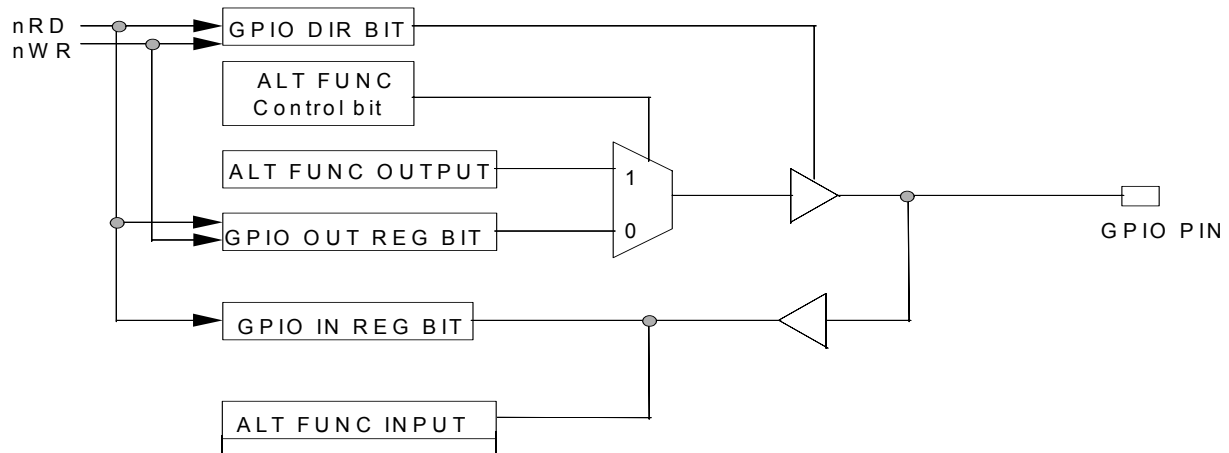 nRD
nWR
GPIO DIR BIT
ALT FUNC
Control bit
ALT FUNC OUTPUT
1
0
GPIO OUT REG BIT
GPIO PIN
GPIO IN REG BIT
ALT FUNC INPUT